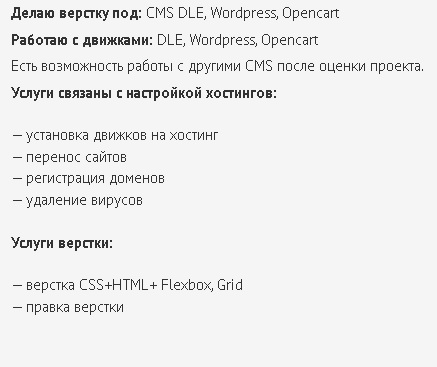 Делаю верстку под: CMS DLE, Wordpress, Opencart
Работаю с движками: DLE, Wordpress, Opencart
Есть возможность работы с другими CMS после оценки проекта.
Услуги связаны с настройкой хостингов:
— установка движков на хостинг
— перенос сайтов
— регистрация доменов
— удаление вирусов
Услуги верстки:
— верстка CSS+HTML+ Flexbox, Grid
— правка верстки